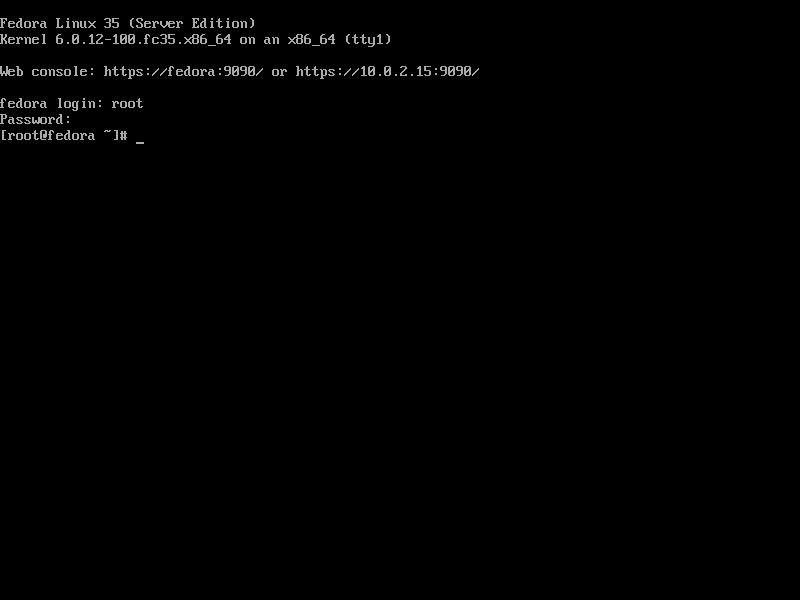 Fedora Linux 35 (Server Edition)
Kernel 6.0.12-100.fc35.x86_64 on an x86_64 (tty1)
Web console: https://fedora:9090/ or https://10.0.2.15:9090/
fedora login: root
Password:
[root@fedora ~]# _